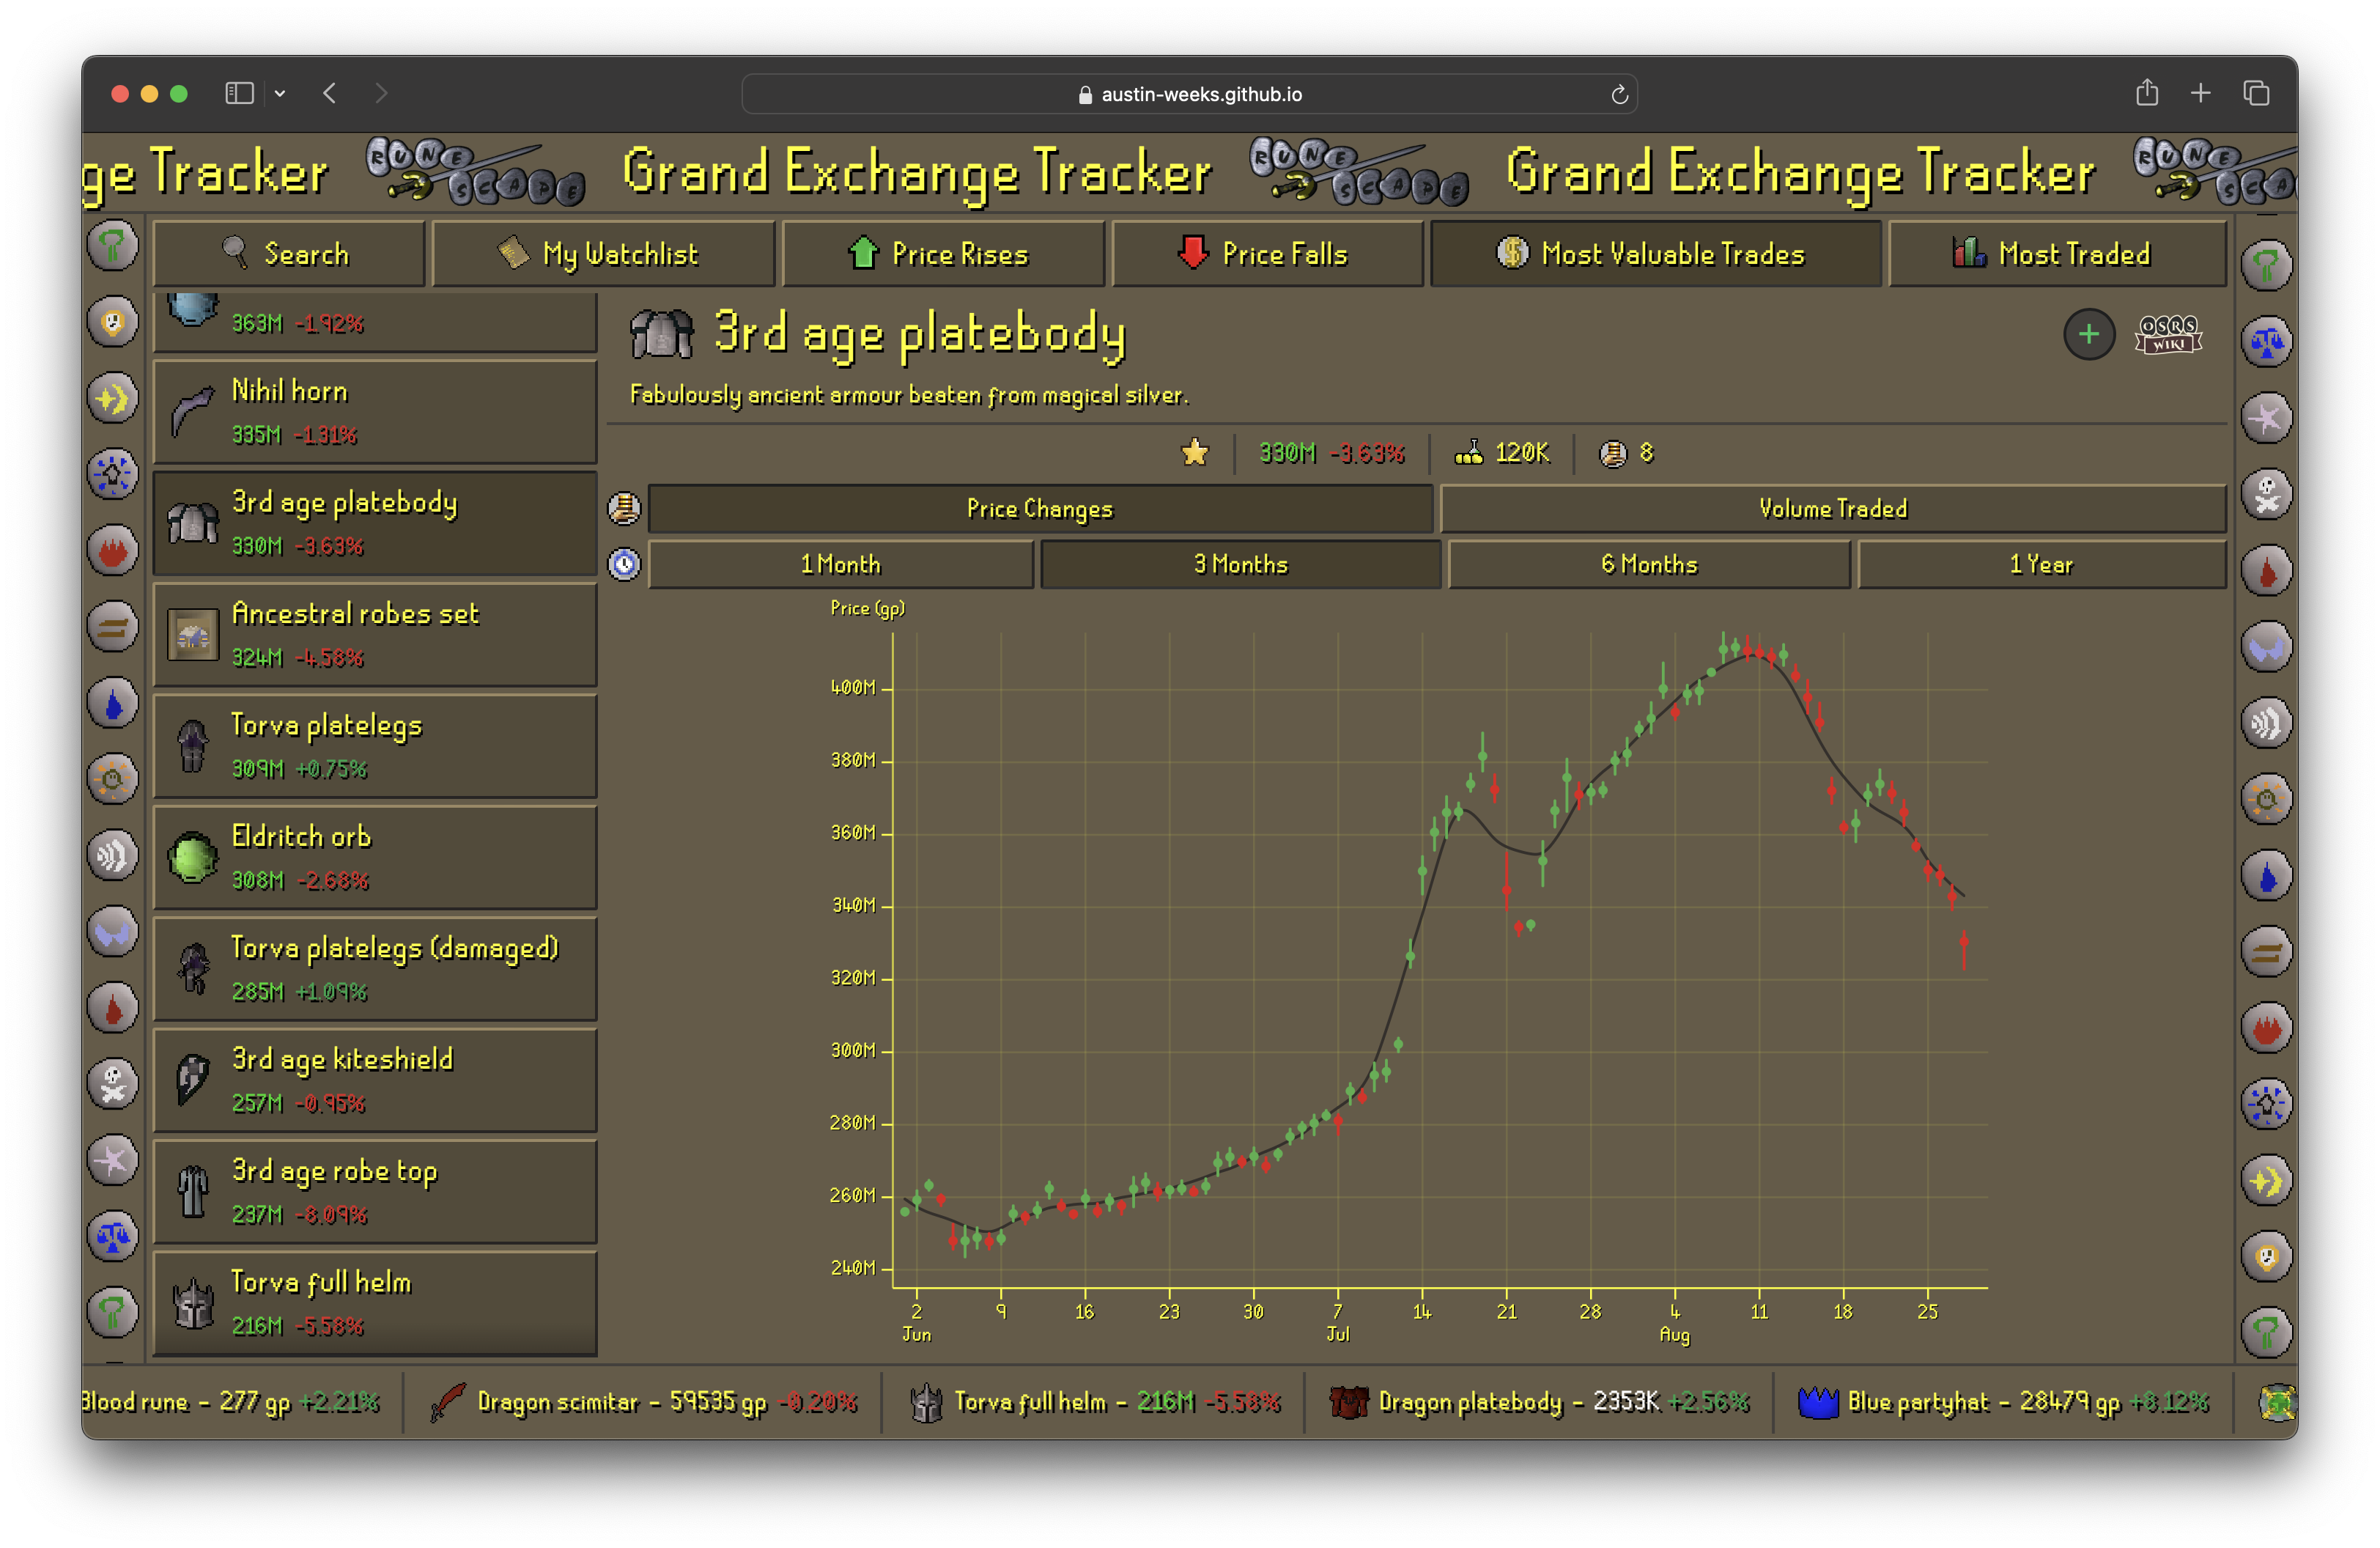 austin-weeks.github.io
ge Tracker RUNE SCAPE Grand Exchange Tracker RUNE SCAPE Grand Exchange Tracker RUNE SCA
Search My Watchlist Price Rises Price Falls Most Valuable Trades Most Traded
363M -1.92%
Nihil horn
335M -1.31%
3rd age platebody
330M -3.63%
Ancestral robes set
324M -4.58%
Torva platelegs
309M +0.75%
Eldritch orb
308M -2.68%
Torva platelegs (damaged)
285M +1.09%
3rd age kiteshield
257M -0.95%
3rd age robe top
237M -8.09%
Torva full helm
216M -5.58%
3rd age platebody
OSRS WIKI
Fabulously ancient armour beaten from magical silver.
330M -3.63% 120K 8
Price Changes Volume Traded
1 Month 3 Months 6 Months 1 Year
Price (gp)
400M
380M
360M
340M
320M
300M
280M
260M
240M
2 9 16 23 30 7 14 21 28 4 11 18 25
Jun Jul Aug
Blood rune - 277 gp +2.21% Dragon scimitar - 59535 gp -0.20% Torva full helm - 216M -5.58% Dragon platebody - 2353K +2.56% Blue partyhat - 28479 gp +8.12%